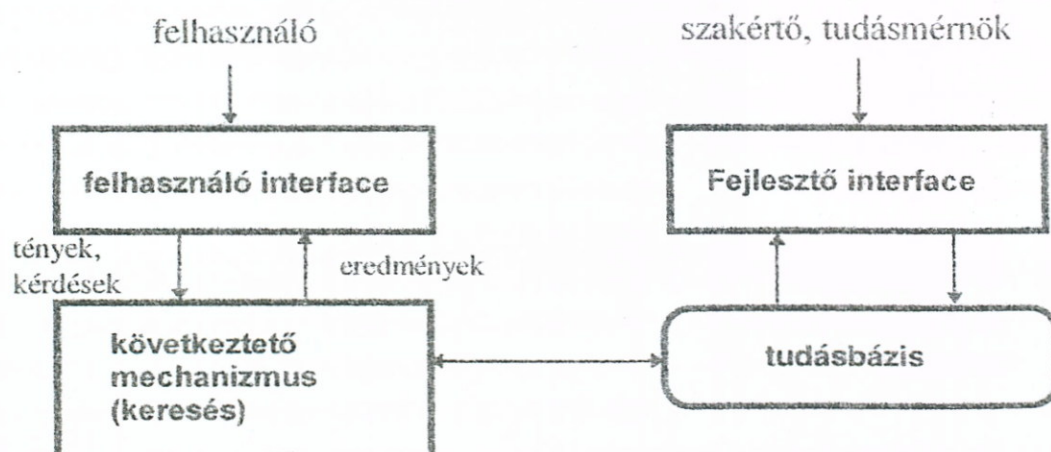 felhasználó
szakértő, tudásmérnök
felhasználó interface
Fejlesztő interface
tények,
kérdések
eredmények
következtető
mechanizmus
(keresés)
tudásbázis